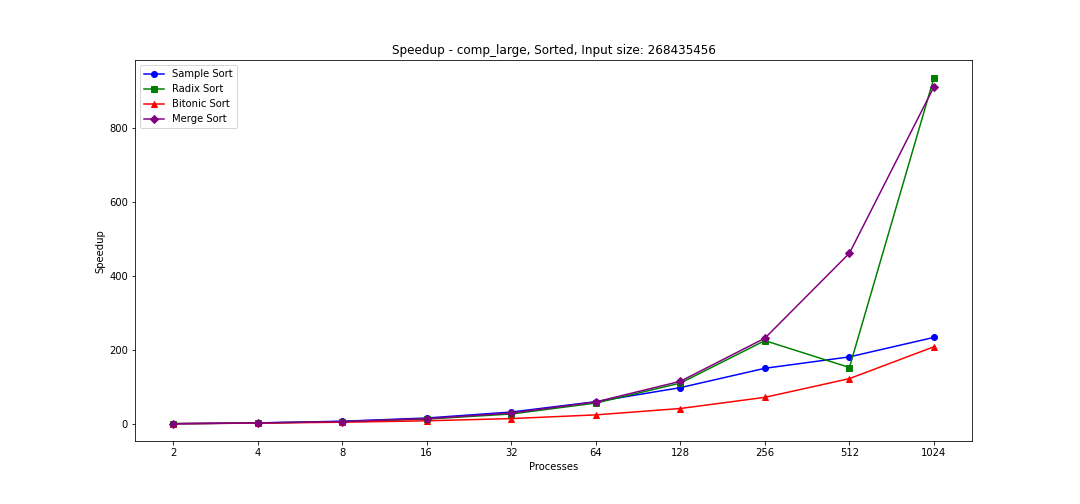 Speedup - comp_large, Sorted, Input size: 268435456
Sample Sort
Radix Sort
Bitonic Sort
Merge Sort
Speedup
800
600
400
200
0
2 4 8 16 32 64 128 256 512 1024
Processes